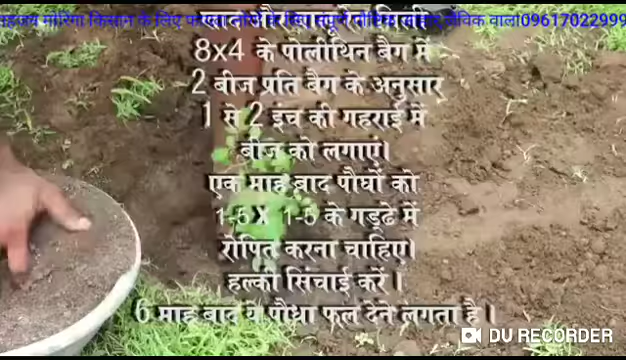 8x4 के पोलीथिन बैग में
2 बीज प्रति बैग के अनुसार
1 से 2 इंच की गहराई में
बीज को लगाएं।
एक माह बाद पौधों को
1-5 X 1-5 के गड्ढे में
रोपित करना चाहिए।
हल्की सिंचाई करें।
6 माह बाद ये पौधा फल देने लगता है।
DU RECORDER